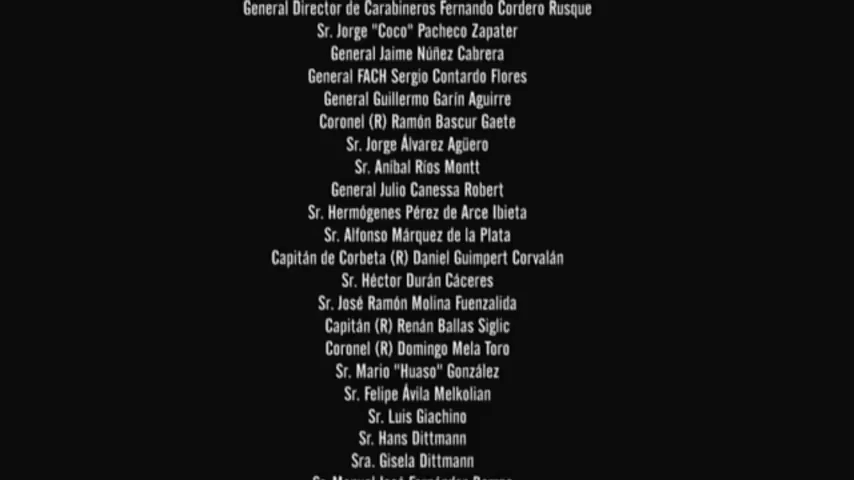 General Director de Carabineros Fernando Cordero Rusque
Sr. Jorge "Coco" Pacheco Zapater
General Jaime Núñez Cabrera
General FACH Sergio Contardo Flores
General Guillermo Garín Aguirre
Coronel (R) Ramón Bascur Gaete
Sr. Jorge Álvarez Agüero
Sr. Aníbal Ríos Montt
General Julio Canessa Robert
Sr. Hermógenes Pérez de Arce Ibieta
Sr. Alfonso Márquez de la Plata
Capitán de Corbeta (R) Daniel Guimpert Corvalán
Sr. Héctor Durán Cáceres
Sr. José Ramón Molina Fuenzalida
Capitán (R) Renán Ballas Siglic
Coronel (R) Domingo Mela Toro
Sr. Mario "Huaso" González
Sr. Felipe Ávila Melkolian
Sr. Luis Giachino
Sr. Hans Dittmann
Sra. Gisela Dittmann
Sr. Manuel José Fernández